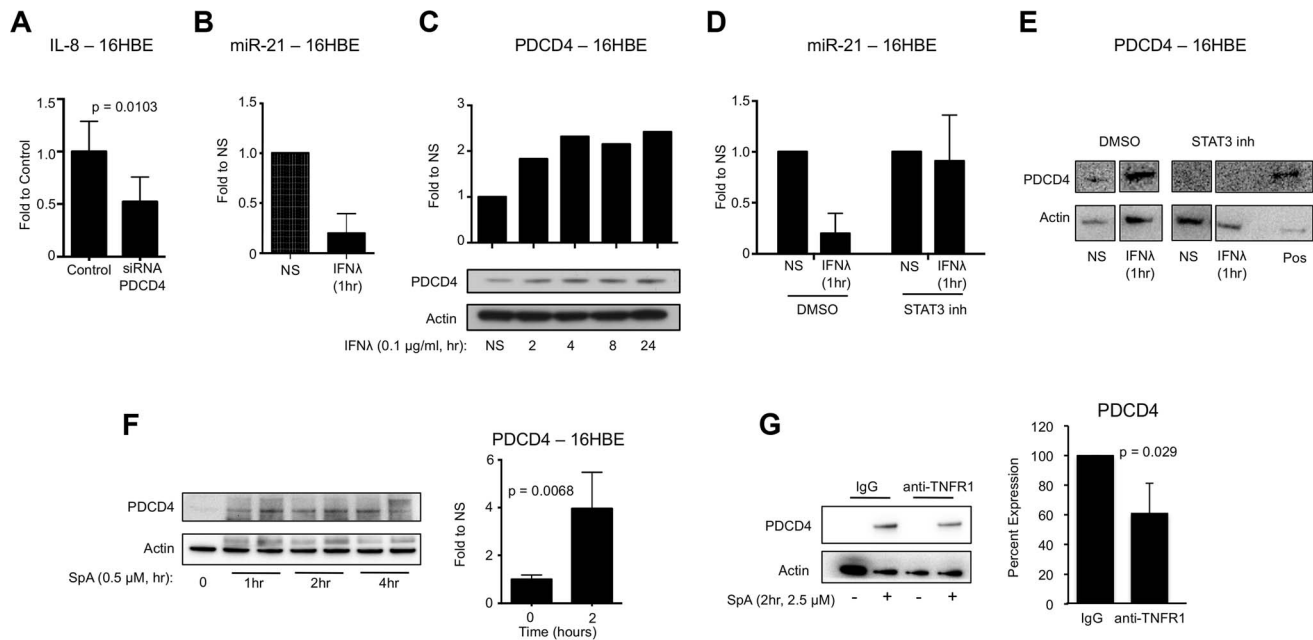 A
IL-8 – 16HBE
p = 0.0103
Fold to Control
1.5
1.0
0.5
0
Control
siRNA
PDCD4
B
miR-21 – 16HBE
Fold to NS
1.5
1.0
0.5
0
NS
IFNλ
(1hr)
C
PDCD4 – 16HBE
Fold to NS
3
2
1
0
PDCD4
Actin
IFNλ (0.1 µg/ml, hr) NS 2 4 8 24
D
miR-21 – 16HBE
Fold to NS
1.5
1.0
0.5
0
NS IFNλ NS IFNλ
(1hr) (1hr)
DMSO STAT3 inh
E
PDCD4 – 16HBE
DMSO STAT3 inh
PDCD4
Actin
NS IFNλ NS IFNλ Pos
(1hr) (1hr)
F
PDCD4
Actin
SpA (0.5 µM, hr): 0 1hr 2hr 4hr
PDCD4 – 16HBE
p = 0.0068
Fold to NS
6
4
2
0
0 2
Time (hours)
G
IgG anti-TNFR1
PDCD4
Actin
SpA (2hr, 2.5 µM) - + - +
PDCD4
p = 0.029
Percent Expression
120
100
80
60
40
20
0
IgG anti-TNFR1